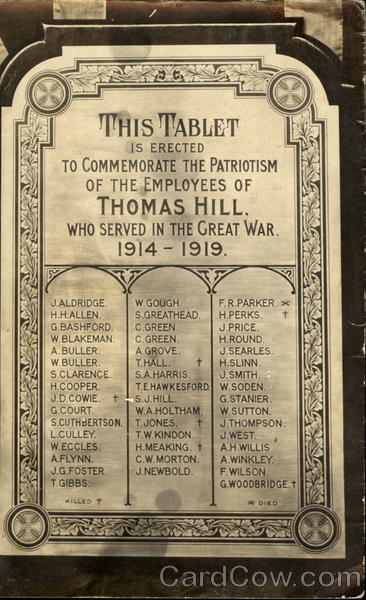 THIS TABLET
IS ERECTED
TO COMMEMORATE THE PATRIOTISM
OF THE EMPLOYEES OF
THOMAS HILL.
WHO SERVED IN THE GREAT WAR.
1914 - 1919.
J. ALDRIDGE.
H.H. ALLEN.
G. BASHFORD.
W. BLAKEMAN.
A. BULLER.
W. BULLER.
S. CLARENCE.
H. COOPER.
J.D. COWIE. †
G. COURT.
S. CUTHBERTSON.
L. CULLEY.
W. ECCLES.
A. FLYNN.
J.G. FOSTER.
T. GIBBS.
KILLED †
W. GOUGH.
S. GREATHEAD.
C. GREEN.
C. GREEN.
A. GROVE.
T. HALL. †
S.A. HARRIS.
T.E. HAWKESFORD.
S.J. HILL.
W.A. HOLTHAM.
T. JONES. †
T.W. KINDON.
H. MEAKING. †
C.W. MORTON.
J. NEWBOLD.
F.R. PARKER. ✕
H. PERKS. †
J. PRICE.
H. ROUND.
J. SEARLES.
H. SLINN.
J. SMITH.
W. SODEN.
G. STANIER.
W. SUTTON.
J. THOMPSON.
J. WEST.
A.H. WILLIS
A. WINKLEY.
F. WILSON.
G. WOODBRIDGE. †
✕ DIED
CardCow.com